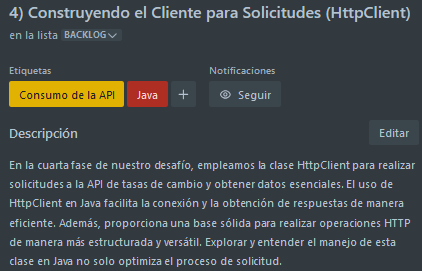 4) Construyendo el Cliente para Solicitudes (HttpClient)
en la lista BACKLOG
Etiquetas
Notificaciones
Consumo de la API
Java
+
Seguir
Descripción
Editar
En la cuarta fase de nuestro desafío, empleamos la clase HttpClient para realizar
solicitudes a la API de tasas de cambio y obtener datos esenciales. El uso de
HttpClient en Java facilita la conexión y la obtención de respuestas de manera
eficiente. Además, proporciona una base sólida para realizar operaciones HTTP
de manera más estructurada y versátil. Explorar y entender el manejo de esta
clase en Java no solo optimiza el proceso de solicitud.